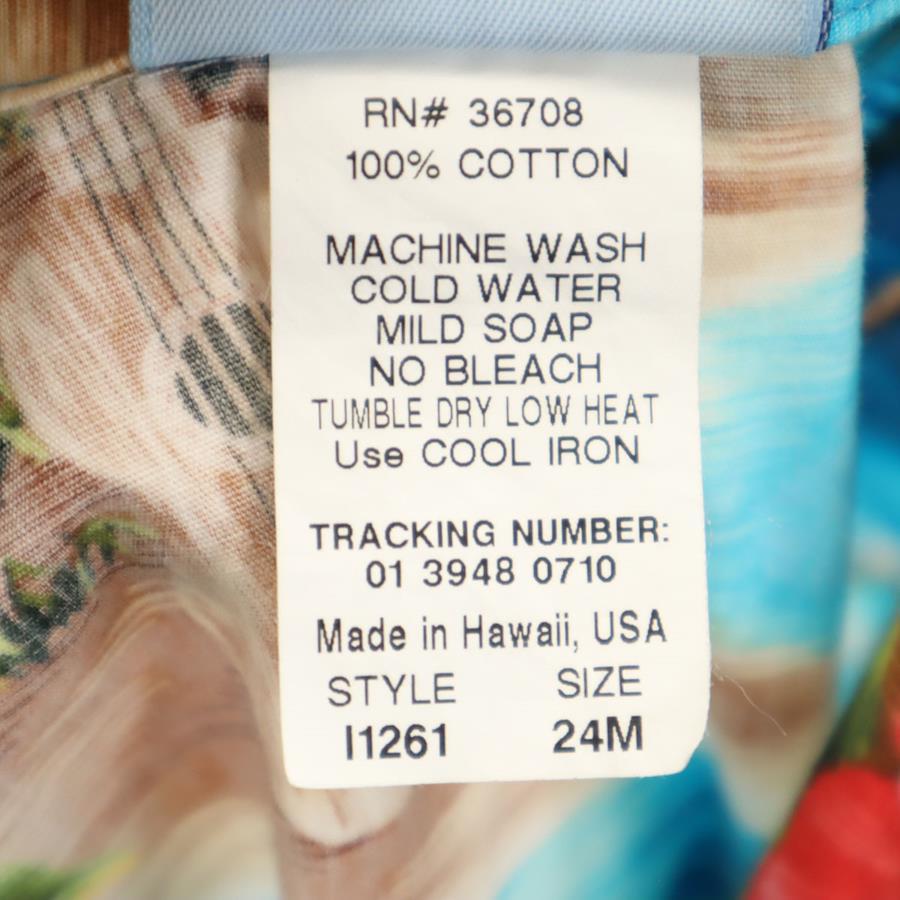 RN# 36708
100% COTTON
MACHINE WASH
COLD WATER
MILD SOAP
NO BLEACH
TUMBLE DRY LOW HEAT
Use COOL IRON
TRACKING NUMBER:
01 3948 0710
Made in Hawaii, USA
STYLE SIZE
I1261 24M